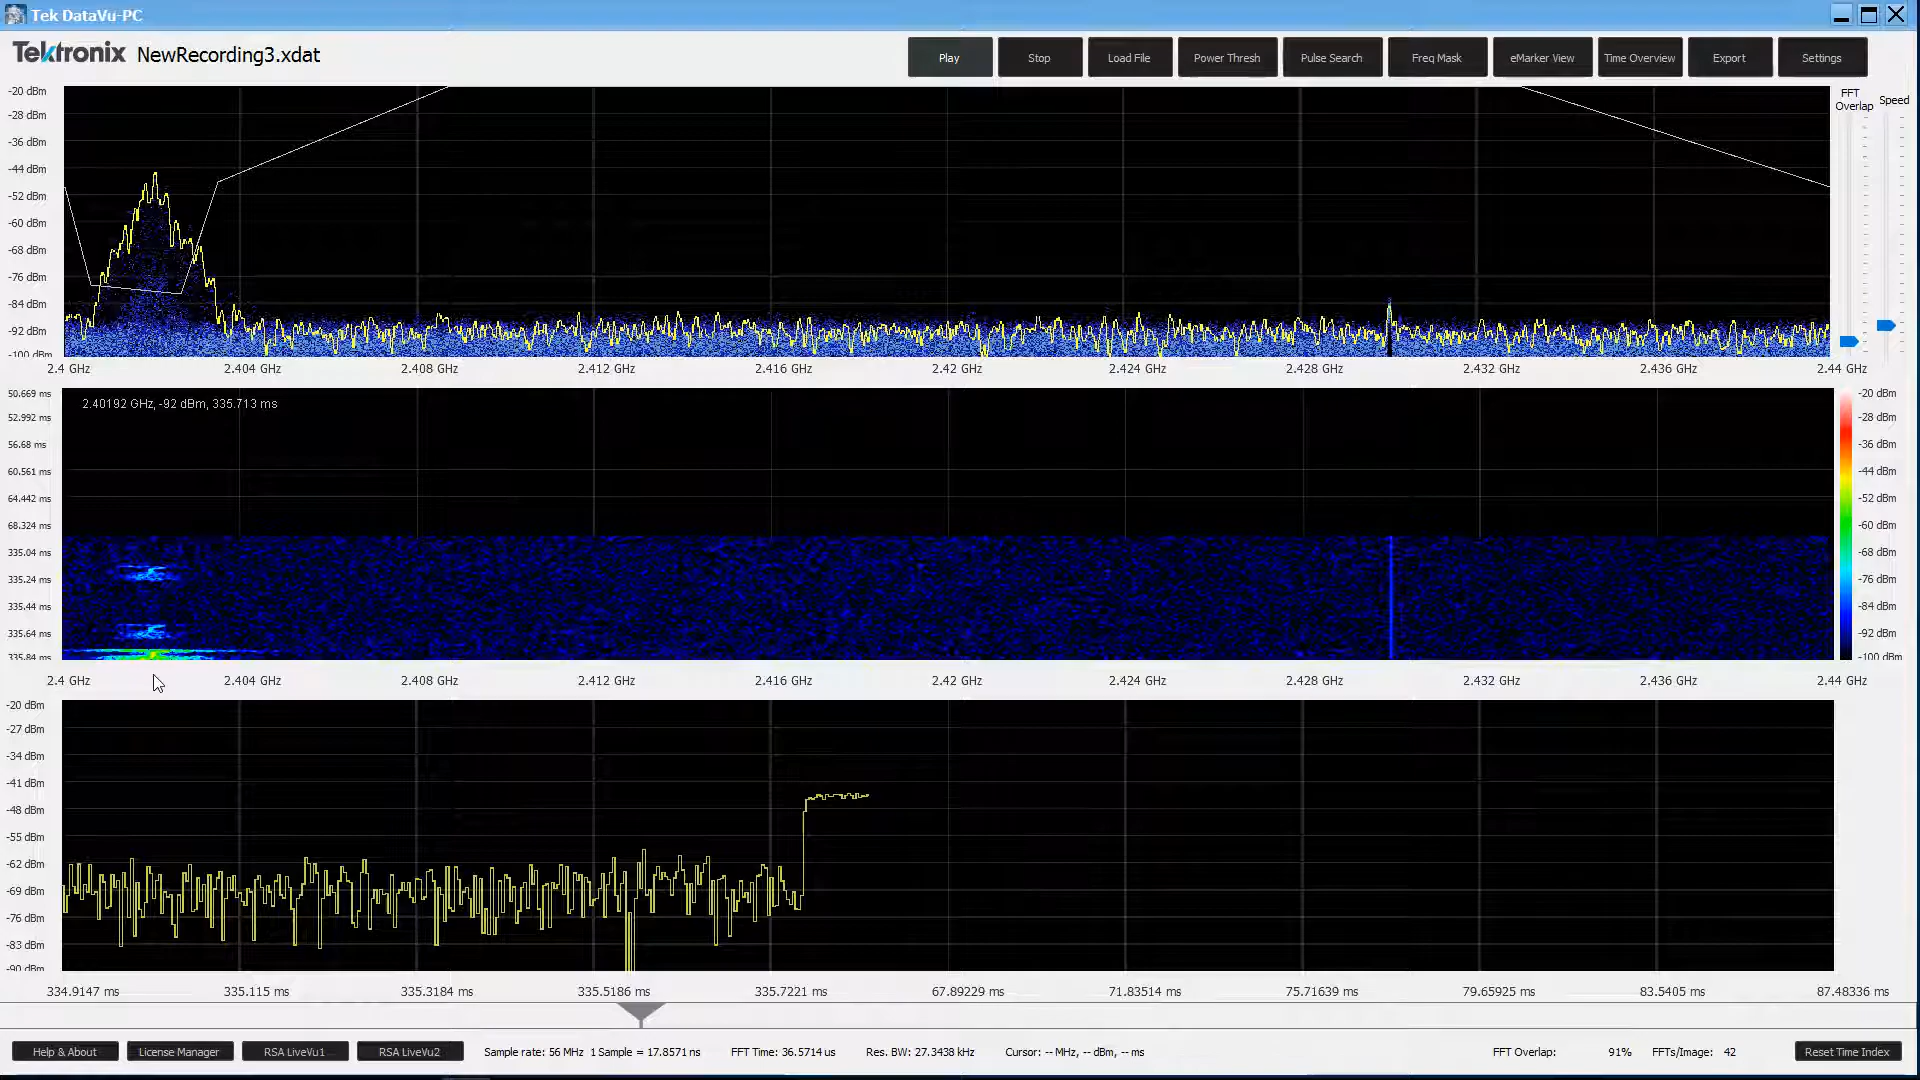 Tek DataVu-PC
Tektronix NewRecording3.xdat
Play Stop Load File Power Thresh Pulse Search Freq Mask eMarker View Time Overview Export Settings
FFT
Overlap Speed
-20 dBm
-28 dBm
-36 dBm
-44 dBm
-52 dBm
-60 dBm
-68 dBm
-76 dBm
-84 dBm
-92 dBm
-100 dBm
2.4 GHz 2.404 GHz 2.408 GHz 2.412 GHz 2.416 GHz 2.42 GHz 2.424 GHz 2.428 GHz 2.432 GHz 2.436 GHz 2.44 GHz
2.40192 GHz, -92 dBm, 335.713 ms
50.669 ms
52.992 ms
56.68 ms
60.561 ms
64.442 ms
68.324 ms
335.04 ms
335.24 ms
335.44 ms
335.64 ms
335.84 ms
-20 dBm
-28 dBm
-36 dBm
-44 dBm
-52 dBm
-60 dBm
-68 dBm
-76 dBm
-84 dBm
-92 dBm
-100 dBm
2.4 GHz 2.404 GHz 2.408 GHz 2.412 GHz 2.416 GHz 2.42 GHz 2.424 GHz 2.428 GHz 2.432 GHz 2.436 GHz 2.44 GHz
-20 dBm
-27 dBm
-34 dBm
-41 dBm
-48 dBm
-55 dBm
-62 dBm
-69 dBm
-76 dBm
-83 dBm
-90 dBm
334.9147 ms 335.115 ms 335.3184 ms 335.5186 ms 335.7221 ms 67.89229 ms 71.83514 ms 75.71639 ms 79.65925 ms 83.5405 ms 87.48336 ms
Help & About License Manager RSA LiveVu1 RSA LiveVu2 Sample rate: 56 MHz 1 Sample = 17.8571 ns FFT Time: 36.5714 us Res. BW: 27.3438 kHz Cursor: -- MHz, -- dBm, -- ms FFT Overlap: 91% FFTs/Image: 42 Reset Time Index